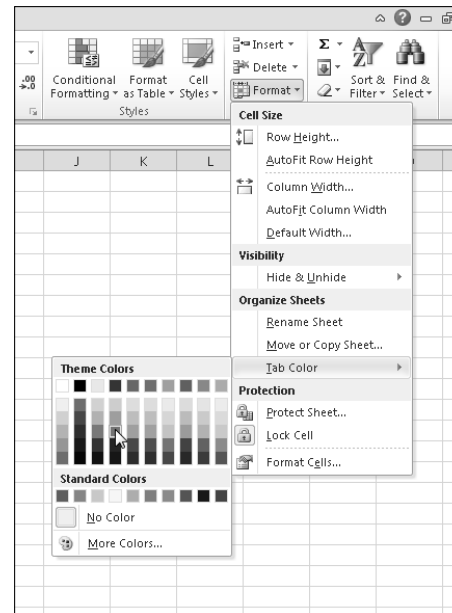 Insert
Delete
Format
Σ
.00
→.0
Conditional
Formatting
Format
as Table
Cell
Styles
Styles
Sort &
Filter
Find &
Select
J K L
Cell Size
Row Height...
AutoFit Row Height
Column Width...
AutoFit Column Width
Default Width...
Visibility
Hide & Unhide
Organize Sheets
Rename Sheet
Move or Copy Sheet...
Tab Color
Protection
Protect Sheet...
Lock Cell
Format Cells...
Theme Colors
Standard Colors
No Color
More Colors...